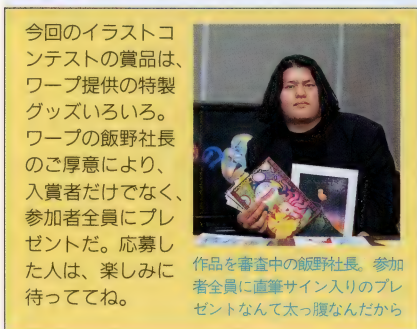 今回のイラストコ
ンテストの賞品は、
ワープ提供の特製
グッズいろいろ。
ワープの飯野社長
のご厚意により、
入賞者だけでなく、
参加者全員にプレ
ゼントだ。応募し
た人は、楽しみに
待っててね。
作品を審査中の飯野社長。参加
者全員に直筆サイン入りのプレ
ゼントなんて太っ腹なんだから